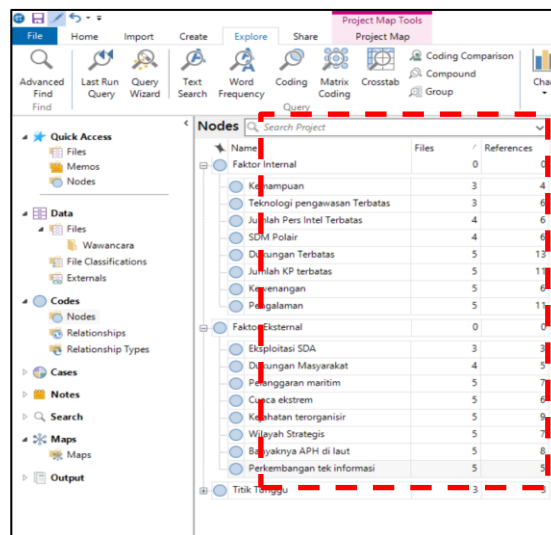 Project Map Tools
File Home Import Create Explore Share Project Map
Advanced Find
Last Run Query
Query Wizard
Text Search
Word Frequency
Coding
Matrix Coding
Crosstab
Coding Comparison
Compound
Group
Find
Query
Quick Access
Files
Memos
Nodes
Data
Files
Wawancara
File Classifications
Externals
Codes
Nodes
Relationships
Relationship Types
Cases
Notes
Search
Maps
Maps
Output
Nodes Search Project
Name Files References
Faktor Internal 0 0
Kemampuan 3 4
Teknologi pengawasan Terbatas 3 6
Jumlah Pers Intel Terbatas 4 6
SDM Polair 4 6
Dukungan Terbatas 5 13
Jumlah KP terbatas 5 11
Kewenangan 5 6
Pengalaman 5 11
Faktor Eksternal 0 0
Eksploitasi SDA 3 3
Dukungan Masyarakat 4 5
Pelanggaran maritim 5 7
Cuaca ekstrem 5 6
Kejahatan terorganisir 5 9
Wilayah Strategis 5 7
Banyaknya APH di laut 5 8
Perkembangan tek informasi 5 5
Titik Tunggu 3 3